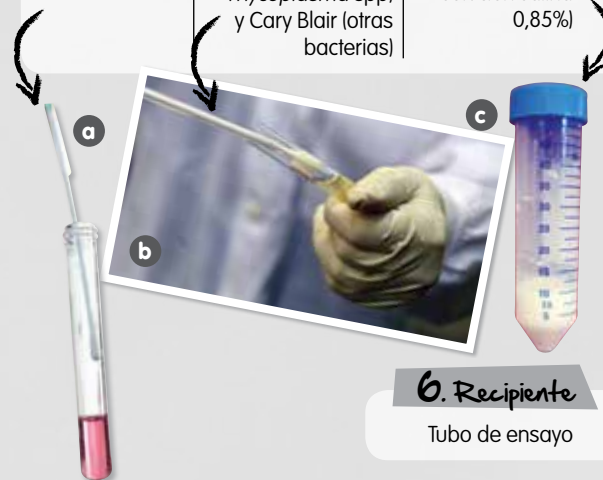 y Cary Blair (otras
bacterias)
0,85%)
a
b
c
6. Recipiente
Tubo de ensayo